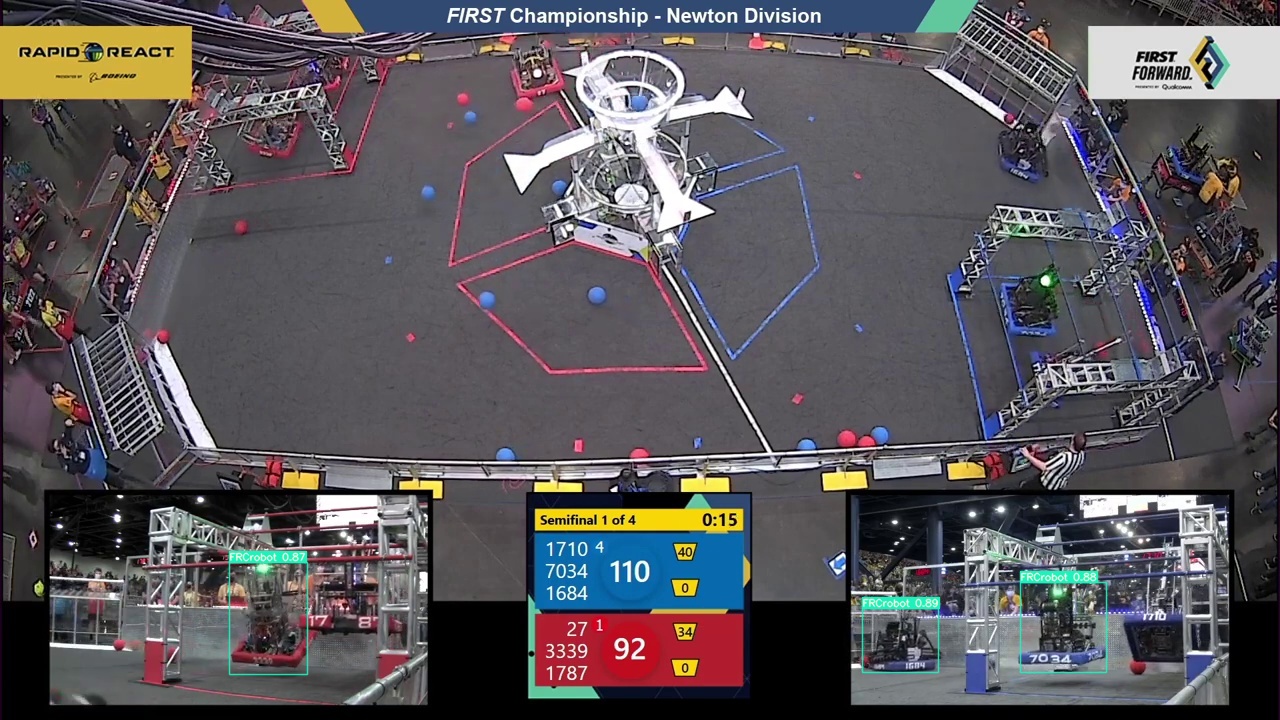 FIRST Championship - Newton Division
RAPID REACT
PRESENTED BY BOEING
FIRST
FORWARD
PRESENTED BY Qualcomm
FRCrobot 0.87
17 87
Semifinal 1 of 4 0:15
1710 4
7034 110 40
1684 0
27 1
3339 92 34
1787 0
FRCrobot 0.88
FRCrobot 0.89
1684
7034
1710